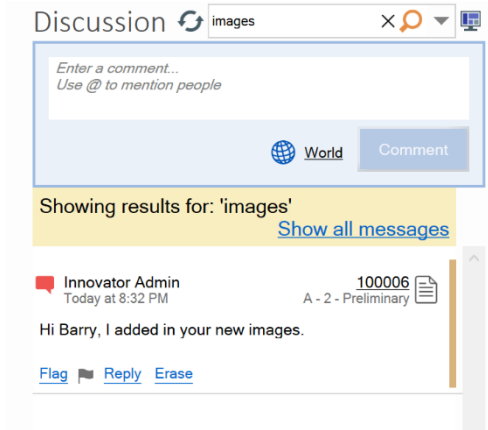 Discussion images
Enter a comment...
Use @ to mention people
World Comment
Showing results for: 'images'
Show all messages
Innovator Admin 100006
Today at 8:32 PM A - 2 - Preliminary
Hi Barry, I added in your new images.
Flag Reply Erase